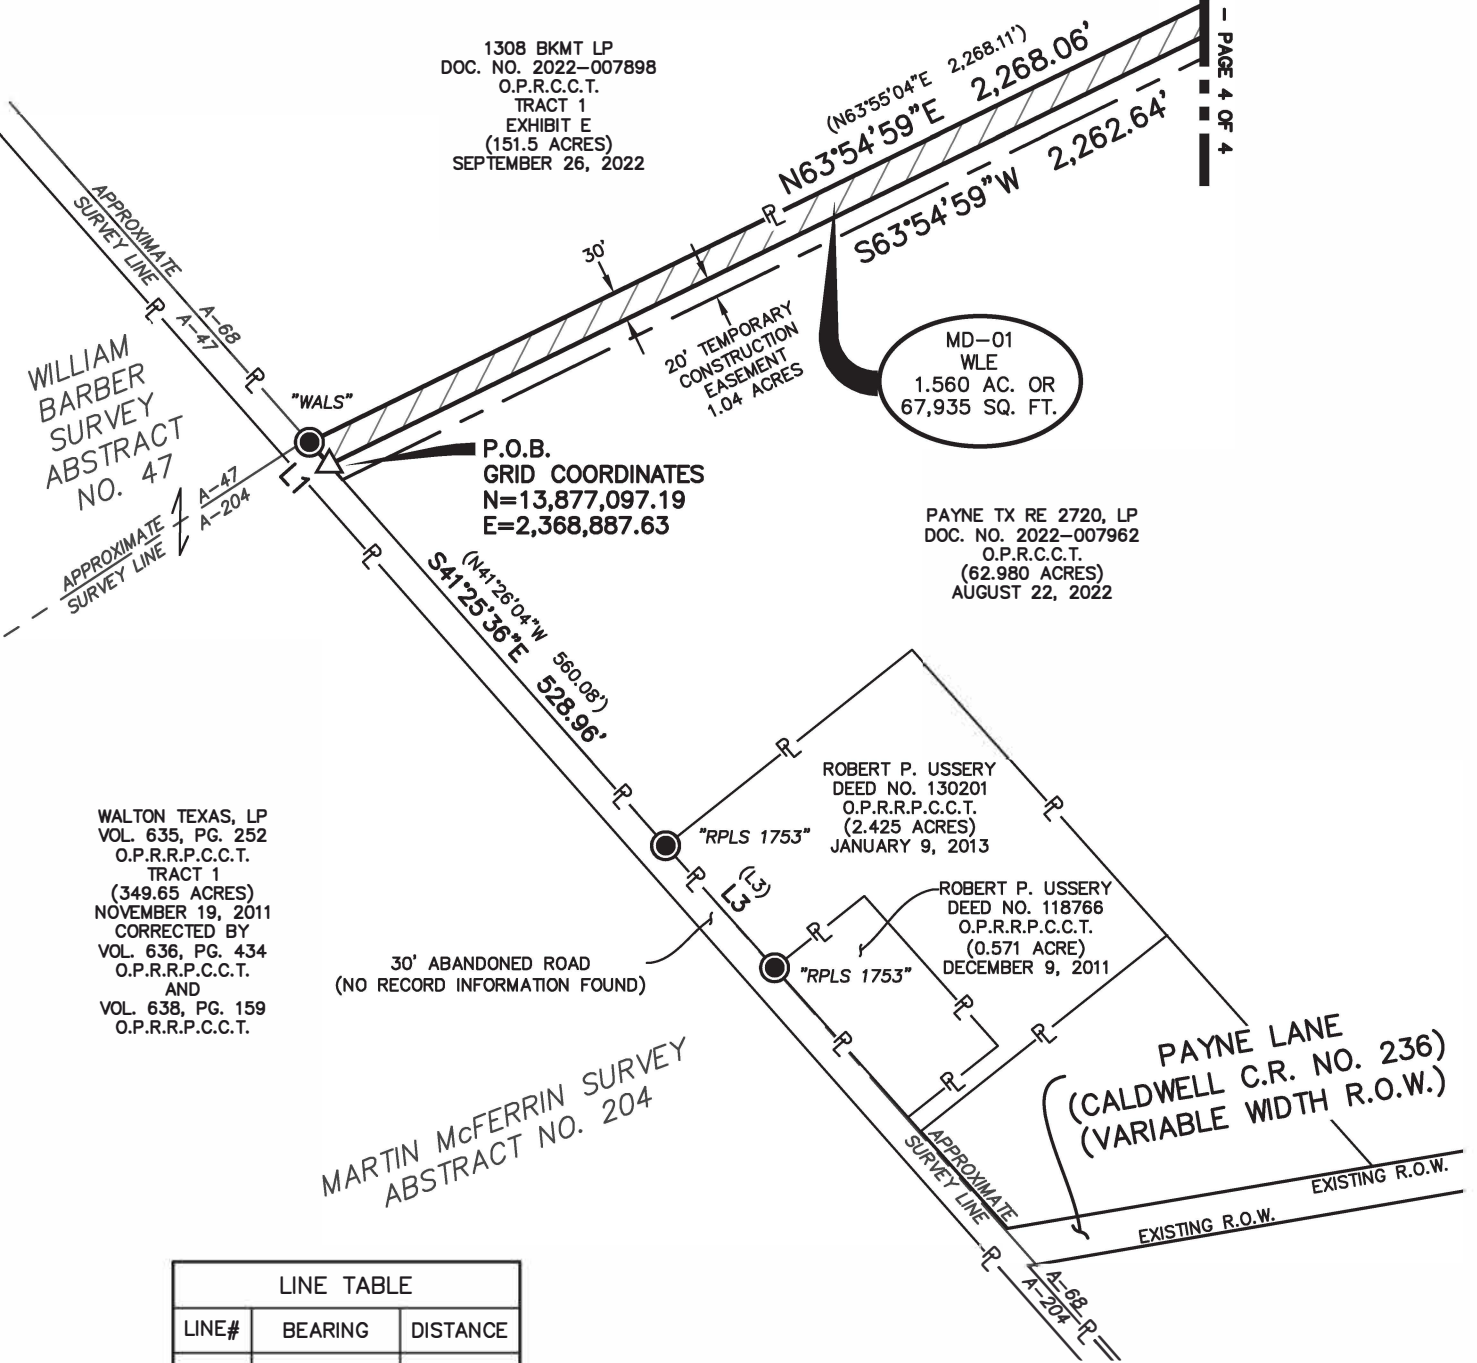 1308 BKMT LP
DOC. NO. 2022-007898
O.P.R.C.C.T.
TRACT 1
EXHIBIT E
(151.5 ACRES)
SEPTEMBER 26, 2022
(N63°55'04"E 2,268.11')
N63°54'59"E 2,268.06'
S63°54'59"W 2,262.64'
- PAGE 4 OF 4
APPROXIMATE
SURVEY LINE
A-68
A-47
30'
20' TEMPORARY
CONSTRUCTION
EASEMENT
1.04 ACRES
MD-01
WLE
1.560 AC. OR
67,935 SQ. FT.
WILLIAM
BARBER
SURVEY
ABSTRACT
NO. 47
"WALS"
L1
A-47
A-204
APPROXIMATE
SURVEY LINE
P.O.B.
GRID COORDINATES
N=13,877,097.19
E=2,368,887.63
PAYNE TX RE 2720, LP
DOC. NO. 2022-007962
O.P.R.C.C.T.
(62.980 ACRES)
AUGUST 22, 2022
(N41°26'04"W 560.08')
S41°25'36"E 528.96'
WALTON TEXAS, LP
VOL. 635, PG. 252
O.P.R.R.P.C.C.T.
TRACT 1
(349.65 ACRES)
NOVEMBER 19, 2011
CORRECTED BY
VOL. 636, PG. 434
O.P.R.R.P.C.C.T.
AND
VOL. 638, PG. 159
O.P.R.R.P.C.C.T.
ROBERT P. USSERY
DEED NO. 130201
O.P.R.R.P.C.C.T.
(2.425 ACRES)
JANUARY 9, 2013
"RPLS 1753"
(L3)
L3
ROBERT P. USSERY
DEED NO. 118766
O.P.R.R.P.C.C.T.
(0.571 ACRE)
DECEMBER 9, 2011
"RPLS 1753"
30' ABANDONED ROAD
(NO RECORD INFORMATION FOUND)
MARTIN McFERRIN SURVEY
ABSTRACT NO. 204
PAYNE LANE
(CALDWELL C.R. NO. 236)
(VARIABLE WIDTH R.O.W.)
APPROXIMATE
SURVEY LINE
EXISTING R.O.W.
EXISTING R.O.W.
A-68
A-204
LINE TABLE
LINE# BEARING DISTANCE